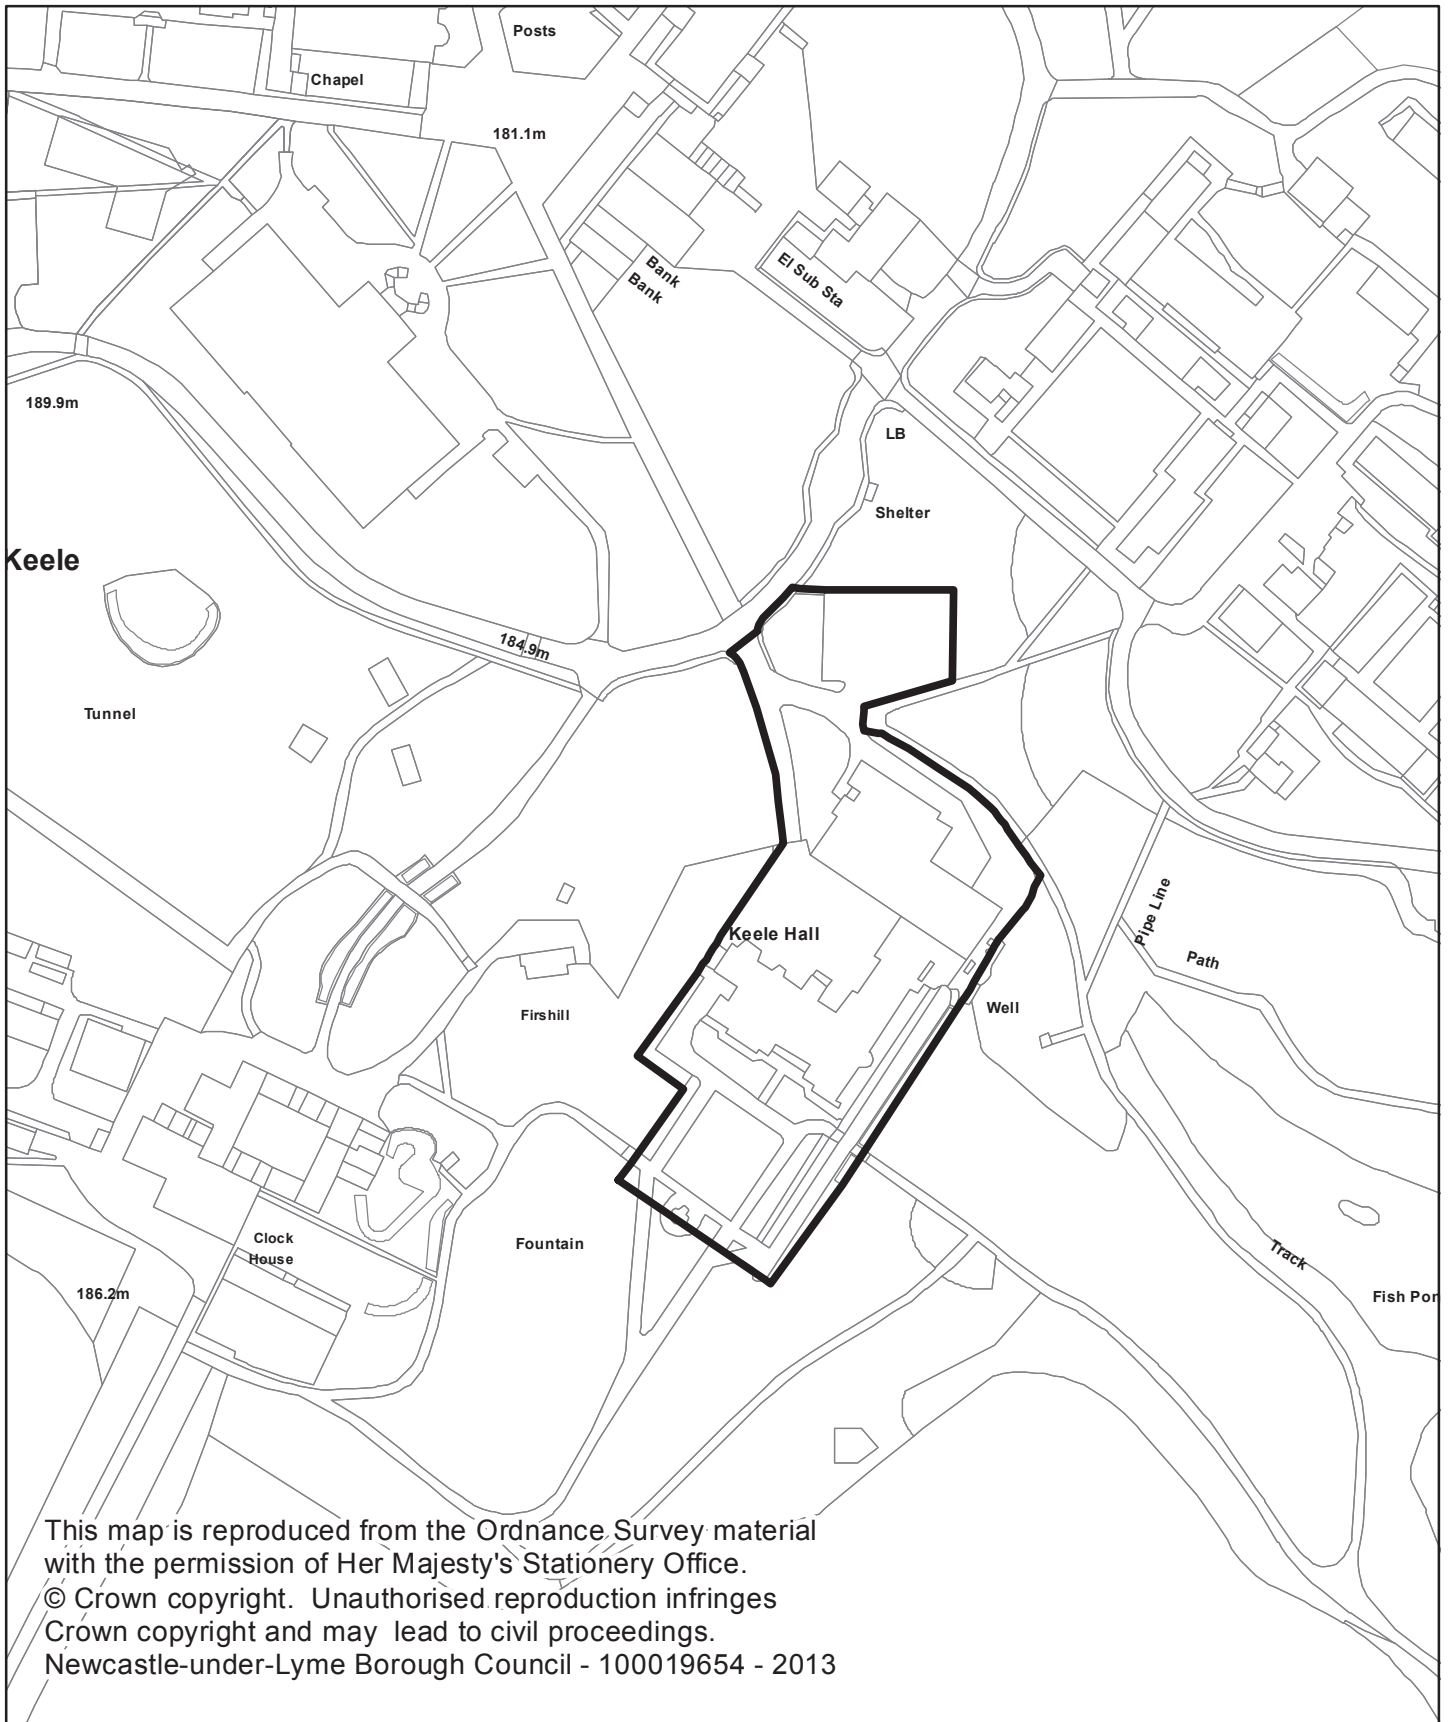 Posts
Chapel
181.1m
Bank
Bank
El Sub Sta
189.9m
LB
Shelter
Keele
184.9m
Tunnel
Keele Hall
Pipe Line
Path
Well
Firshill
Clock
House
Fountain
Track
186.2m
Fish Pon
This map is reproduced from the Ordnance Survey material
with the permission of Her Majesty's Stationery Office.
© Crown copyright. Unauthorised reproduction infringes
Crown copyright and may lead to civil proceedings.
Newcastle-under-Lyme Borough Council - 100019654 - 2013